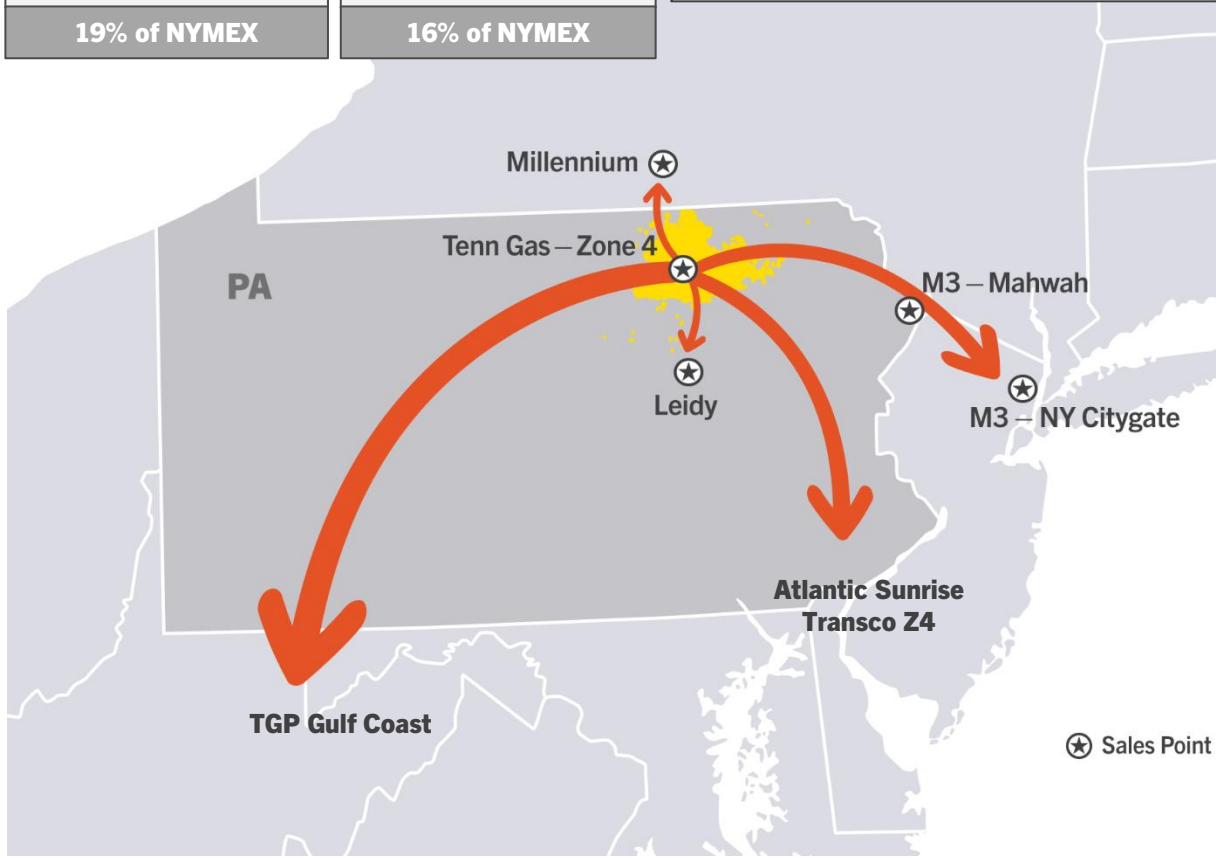 19% of NYMEX
16% of NYMEX
Millennium
Tenn Gas – Zone 4
PA
M3 – Mahwah
Leidy
M3 – NY Citygate
Atlantic Sunrise
Transco Z4
TGP Gulf Coast
Sales Point